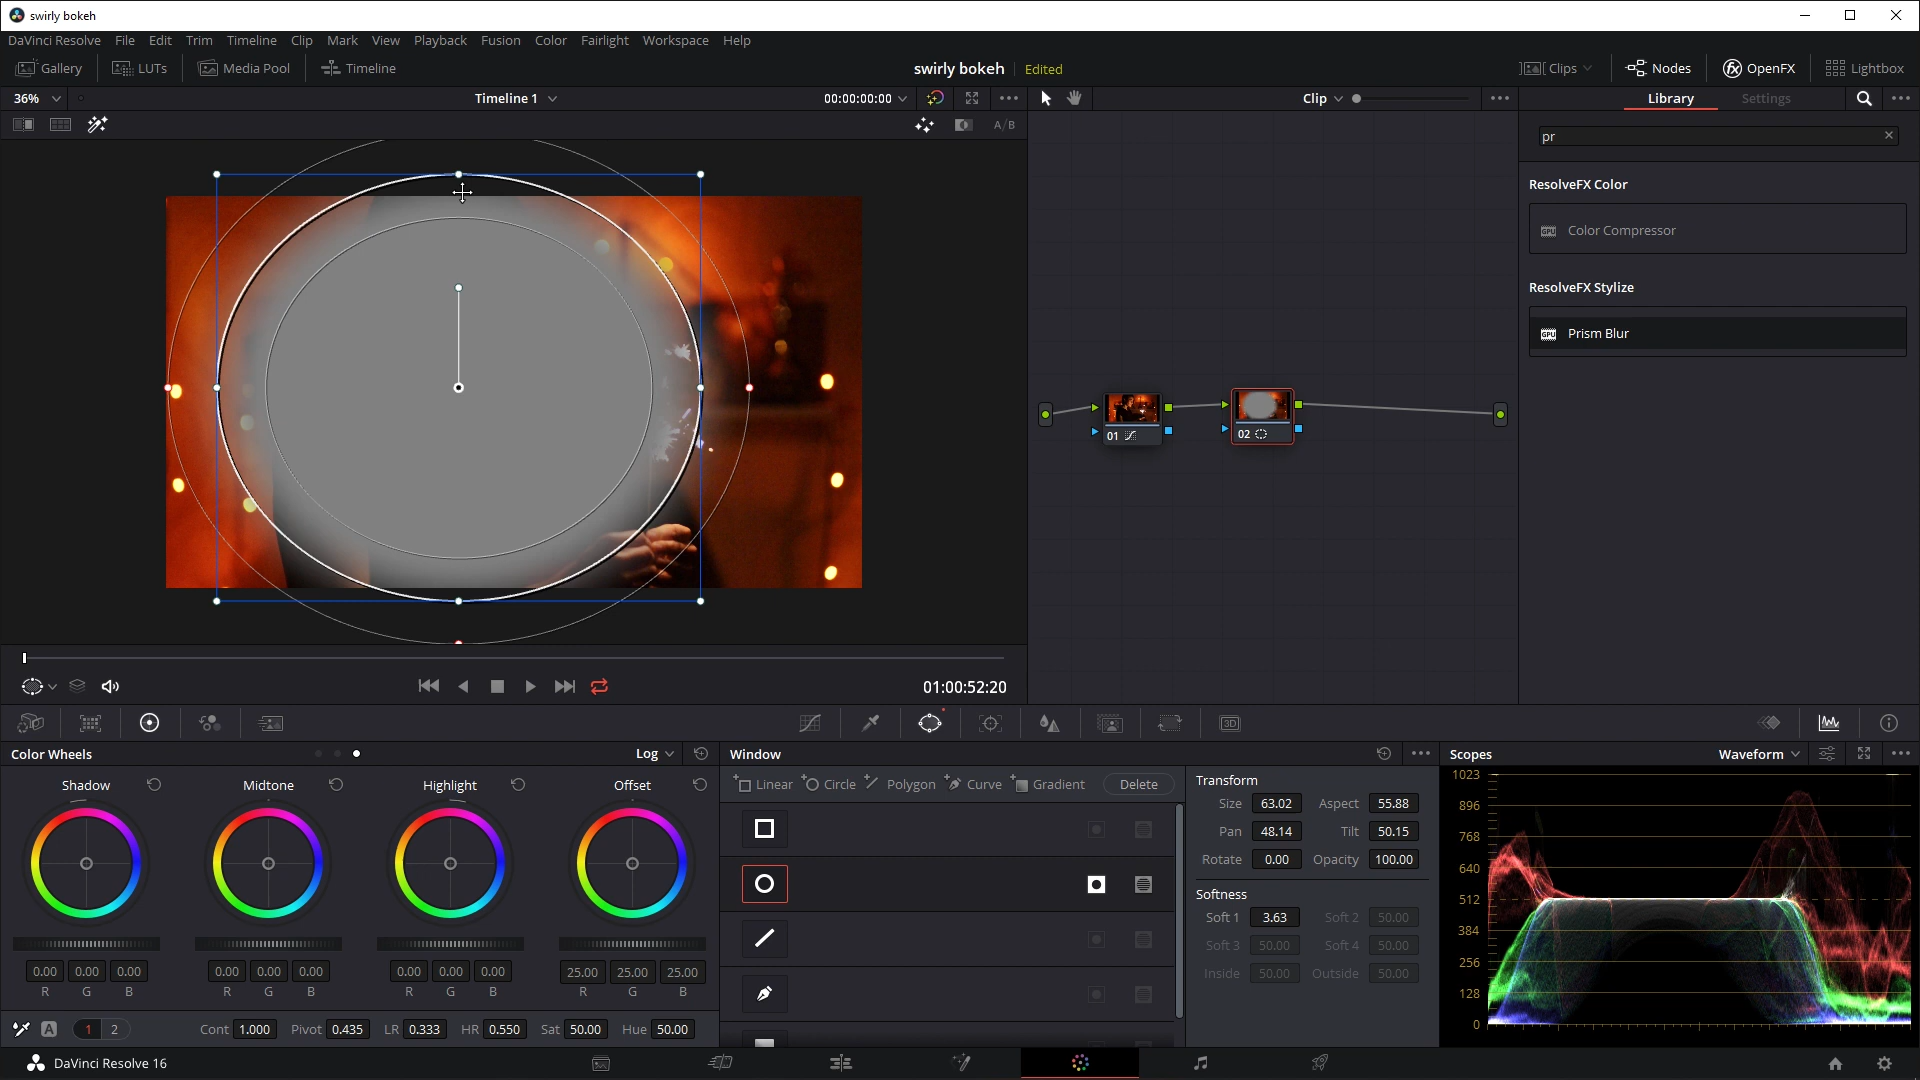 swirly bokeh
DaVinci Resolve File Edit Trim Timeline Clip Mark View Playback Fusion Color Fairlight Workspace Help
Gallery LUTs Media Pool Timeline swirly bokeh Edited Clips Nodes OpenFX Lightbox
36% Timeline 1 00:00:00:00 Clip Library Settings
A/B
pr
ResolveFX Color
GPU Color Compressor
ResolveFX Stylize
GPU Prism Blur
01 02
01:00:52:20
3D
Color Wheels Log Window Scopes Waveform
Shadow Midtone Highlight Offset
Linear Circle Polygon Curve Gradient Delete
Transform
Size 63.02 Aspect 55.88
Pan 48.14 Tilt 50.15
Rotate 0.00 Opacity 100.00
Softness
Soft 1 3.63 Soft 2 50.00
Soft 3 50.00 Soft 4 50.00
Inside 50.00 Outside 50.00
1023
896
768
640
512
384
256
128
0
0.00 0.00 0.00 0.00 0.00 0.00 0.00 0.00 0.00 25.00 25.00 25.00
R G B R G B R G B R G B
A 1 2 Cont 1.000 Pivot 0.435 LR 0.333 HR 0.550 Sat 50.00 Hue 50.00
DaVinci Resolve 16